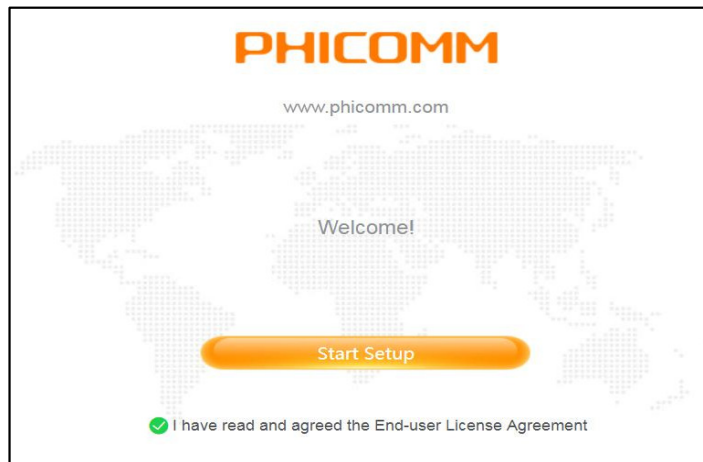 PHICOMM
www.phicomm.com
Welcome!
Start Setup
I have read and agreed the End-user License Agreement